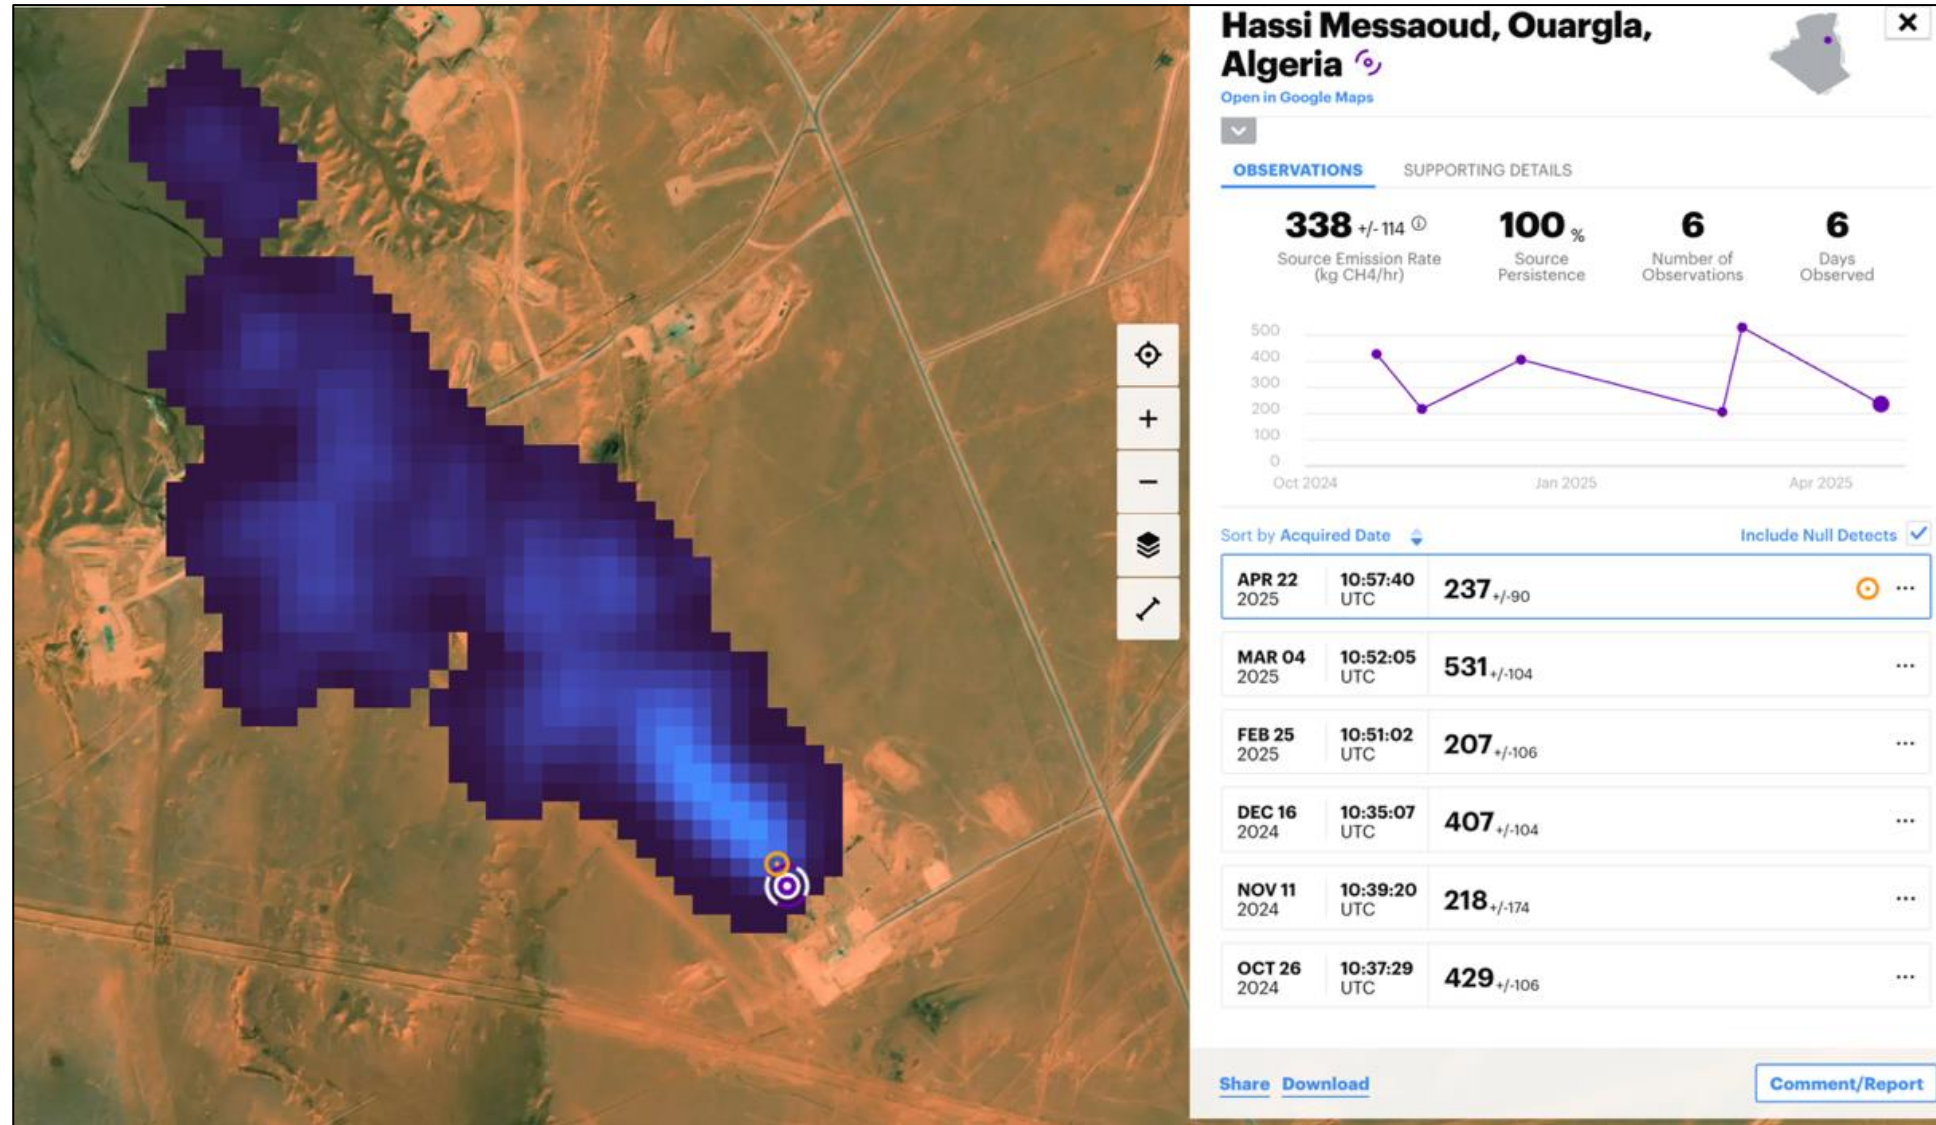 Hassi Messaoud, Ouargla,
Algeria
Open in Google Maps
OBSERVATIONS SUPPORTING DETAILS
338 +/- 114 100 % 6 6
Source Emission Rate Source Number of Days
(kg CH4/hr) Persistence Observations Observed
500
400
300
200
100
0
Oct 2024 Jan 2025 Apr 2025
Sort by Acquired Date Include Null Detects
APR 22 10:57:40 237 +/-90
2025 UTC
MAR 04 10:52:05 531 +/-104
2025 UTC
FEB 25 10:51:02 207 +/-106
2025 UTC
DEC 16 10:35:07 407 +/-104
2024 UTC
NOV 11 10:39:20 218 +/-174
2024 UTC
OCT 26 10:37:29 429 +/-106
2024 UTC
Share Download Comment/Report